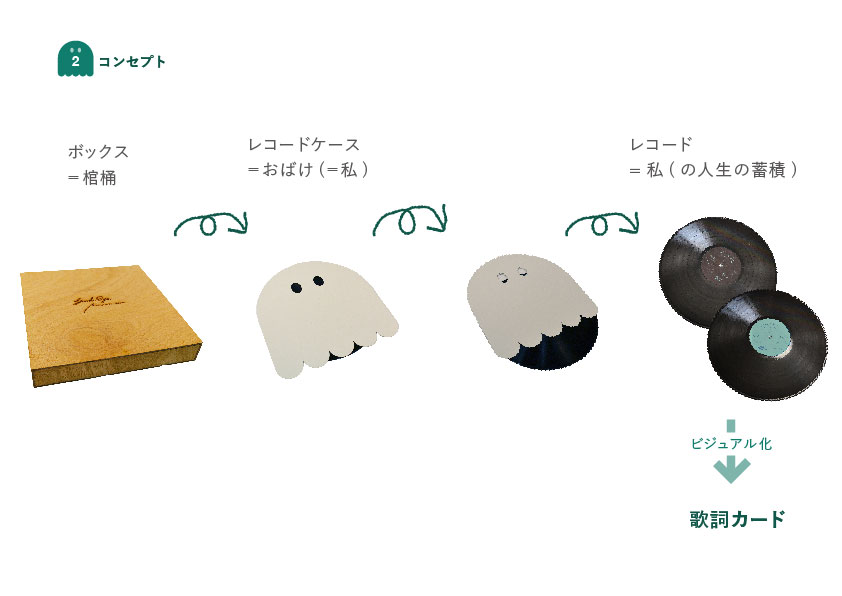 2 コンセプト
ボックス
=棺桶
レコードケース
=おばけ(=私)
レコード
= 私 ( の人生の蓄積 )
ビジュアル化
歌詞カード